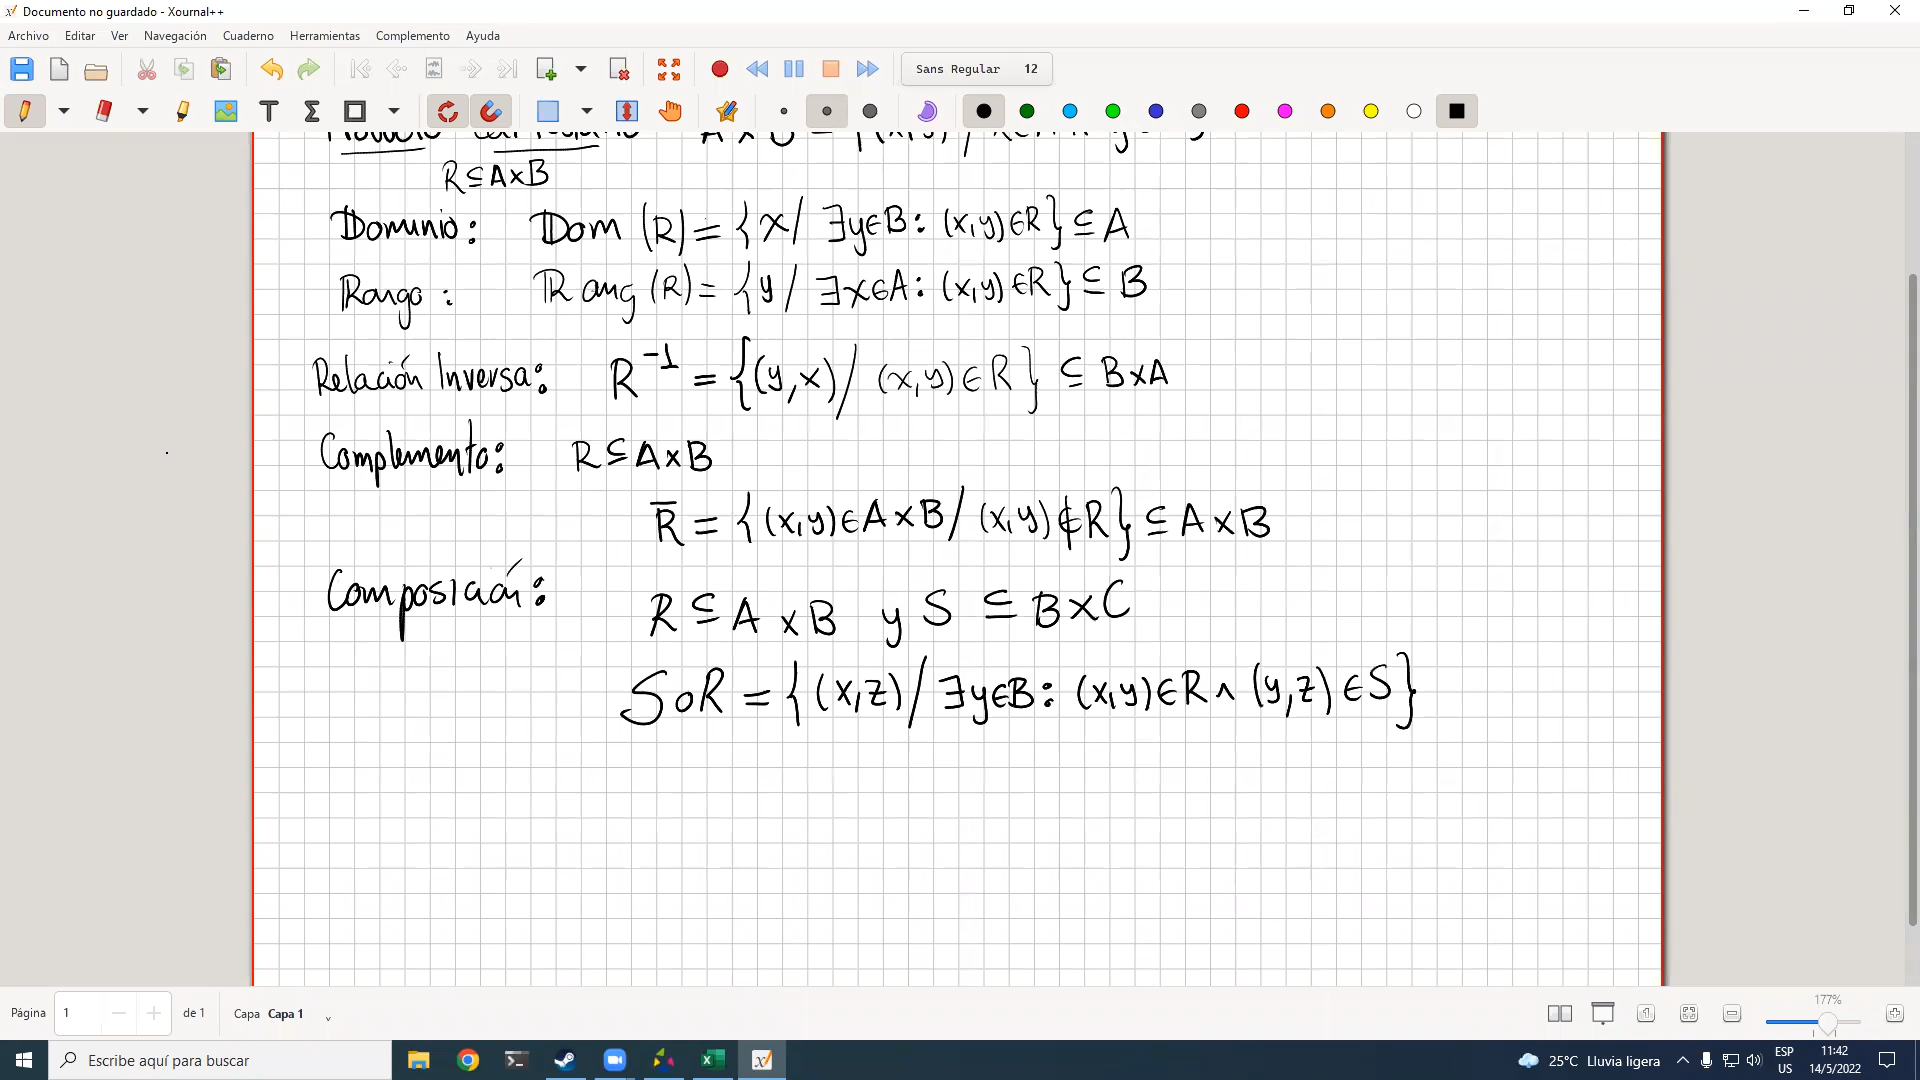 Documento no guardado - Xournal++
Archivo Editar Ver Navegación Cuaderno Herramientas Complemento Ayuda
Sans Regular 12
R⊆A×B
Dominio: Dom (R) = {x / ∃y∈B: (x,y)∈R} ⊆ A
Rango: Rang (R) = {y / ∃x∈A: (x,y)∈R} ⊆ B
Relación Inversa: R⁻¹ = {(y,x) / (x,y)∈R} ⊆ B×A
Complemento: R⊆A×B
R̅ = {(x,y)∈A×B / (x,y)∉R} ⊆ A×B
Composición: R⊆A×B y S⊆B×C
SoR = {(x,z) / ∃y∈B: (x,y)∈R ∧ (y,z)∈S}
Página 1 de 1 Capa Capa 1
177%
Escribe aquí para buscar
25°C Lluvia ligera
ESP
US
11:42
14/5/2022